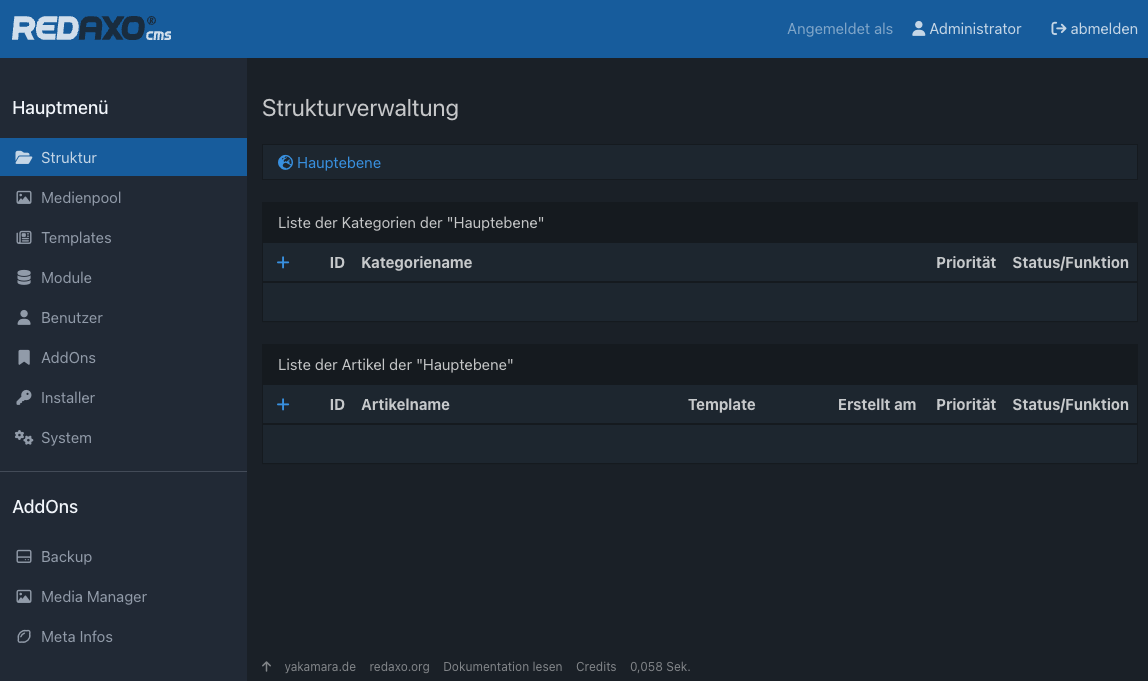 REDAXO® cms
Angemeldet als Administrator abmelden
Hauptmenü
Struktur
Medienpool
Templates
Module
Benutzer
AddOns
Installer
System
AddOns
Backup
Media Manager
Meta Infos
Strukturverwaltung
Hauptebene
Liste der Kategorien der "Hauptebene"
+ ID Kategoriename Priorität Status/Funktion
Liste der Artikel der "Hauptebene"
+ ID Artikelname Template Erstellt am Priorität Status/Funktion
yakamara.de redaxo.org Dokumentation lesen Credits 0,058 Sek.